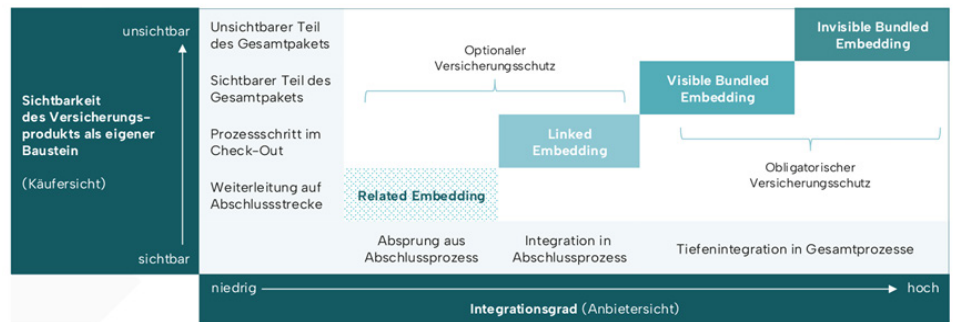 unsichtbar
Sichtbarkeit
des Versicherungs-
produkts als eigener
Baustein
(Käufersicht)
sichtbar
Unsichtbarer Teil
des Gesamtpakets
Sichtbarer Teil des
Gesamtpakets
Prozessschritt im
Check-Out
Weiterleitung auf
Abschlussstrecke
Optionaler
Versicherungsschutz
Invisible Bundled
Embedding
Visible Bundled
Embedding
Linked
Embedding
Related Embedding
Obligatorischer
Versicherungsschutz
Absprung aus
Abschlussprozess
Integration in
Abschlussprozess
Tiefenintegration in Gesamtprozesse
niedrig
hoch
Integrationsgrad (Anbietersicht)